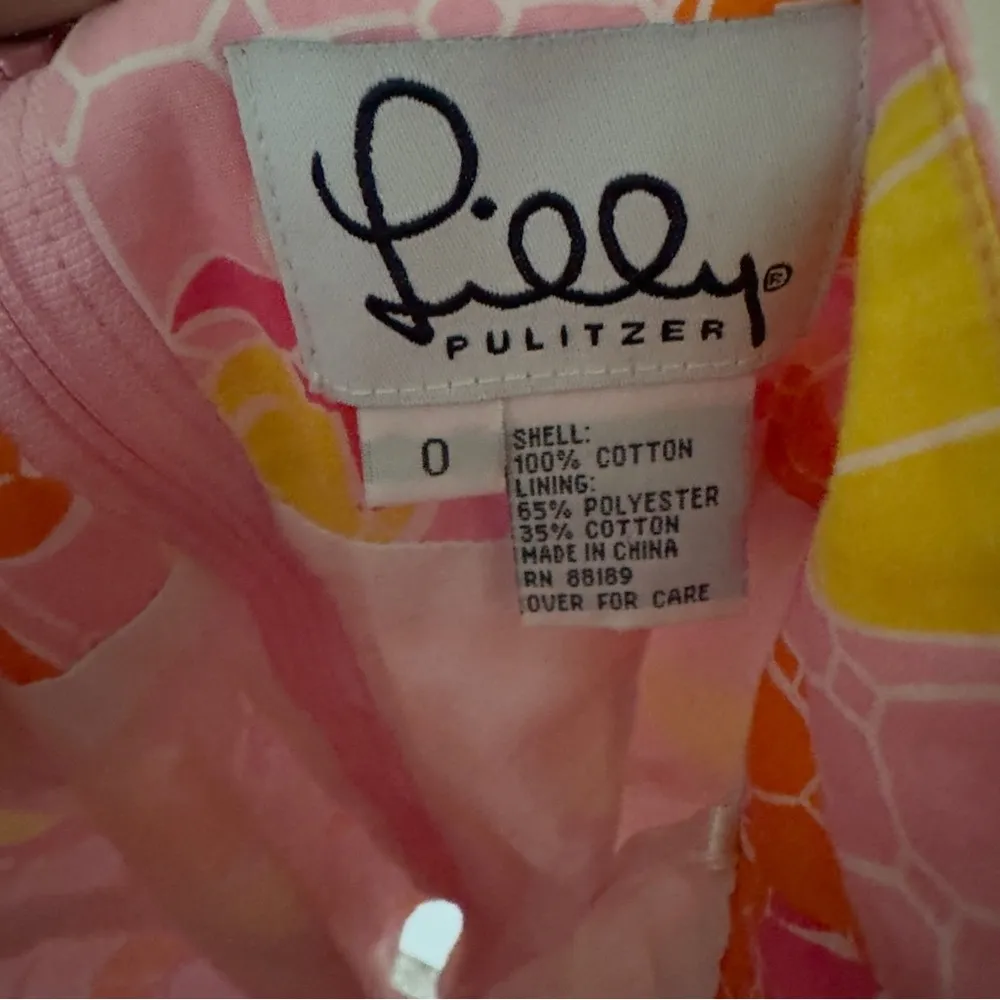 Lilly®
PULITZER
0
SHELL:
100% COTTON
LINING:
65% POLYESTER
35% COTTON
MADE IN CHINA
RN 88189
OVER FOR CARE